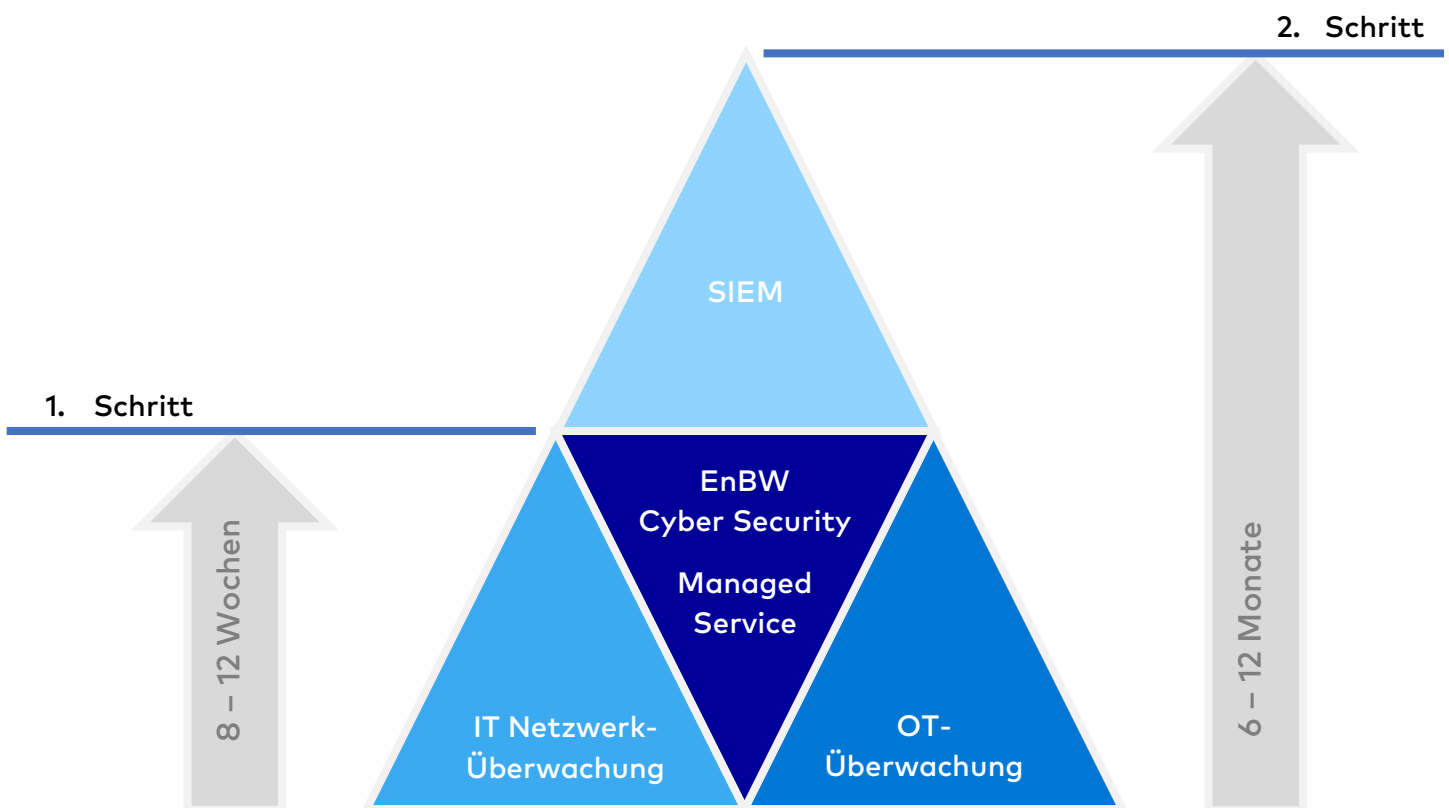 2. Schritt
SIEM
1. Schritt
EnBW
Cyber Security
Managed
Service
8 – 12 Wochen
6 – 12 Monate
IT Netzwerk-
Überwachung
OT-
Überwachung